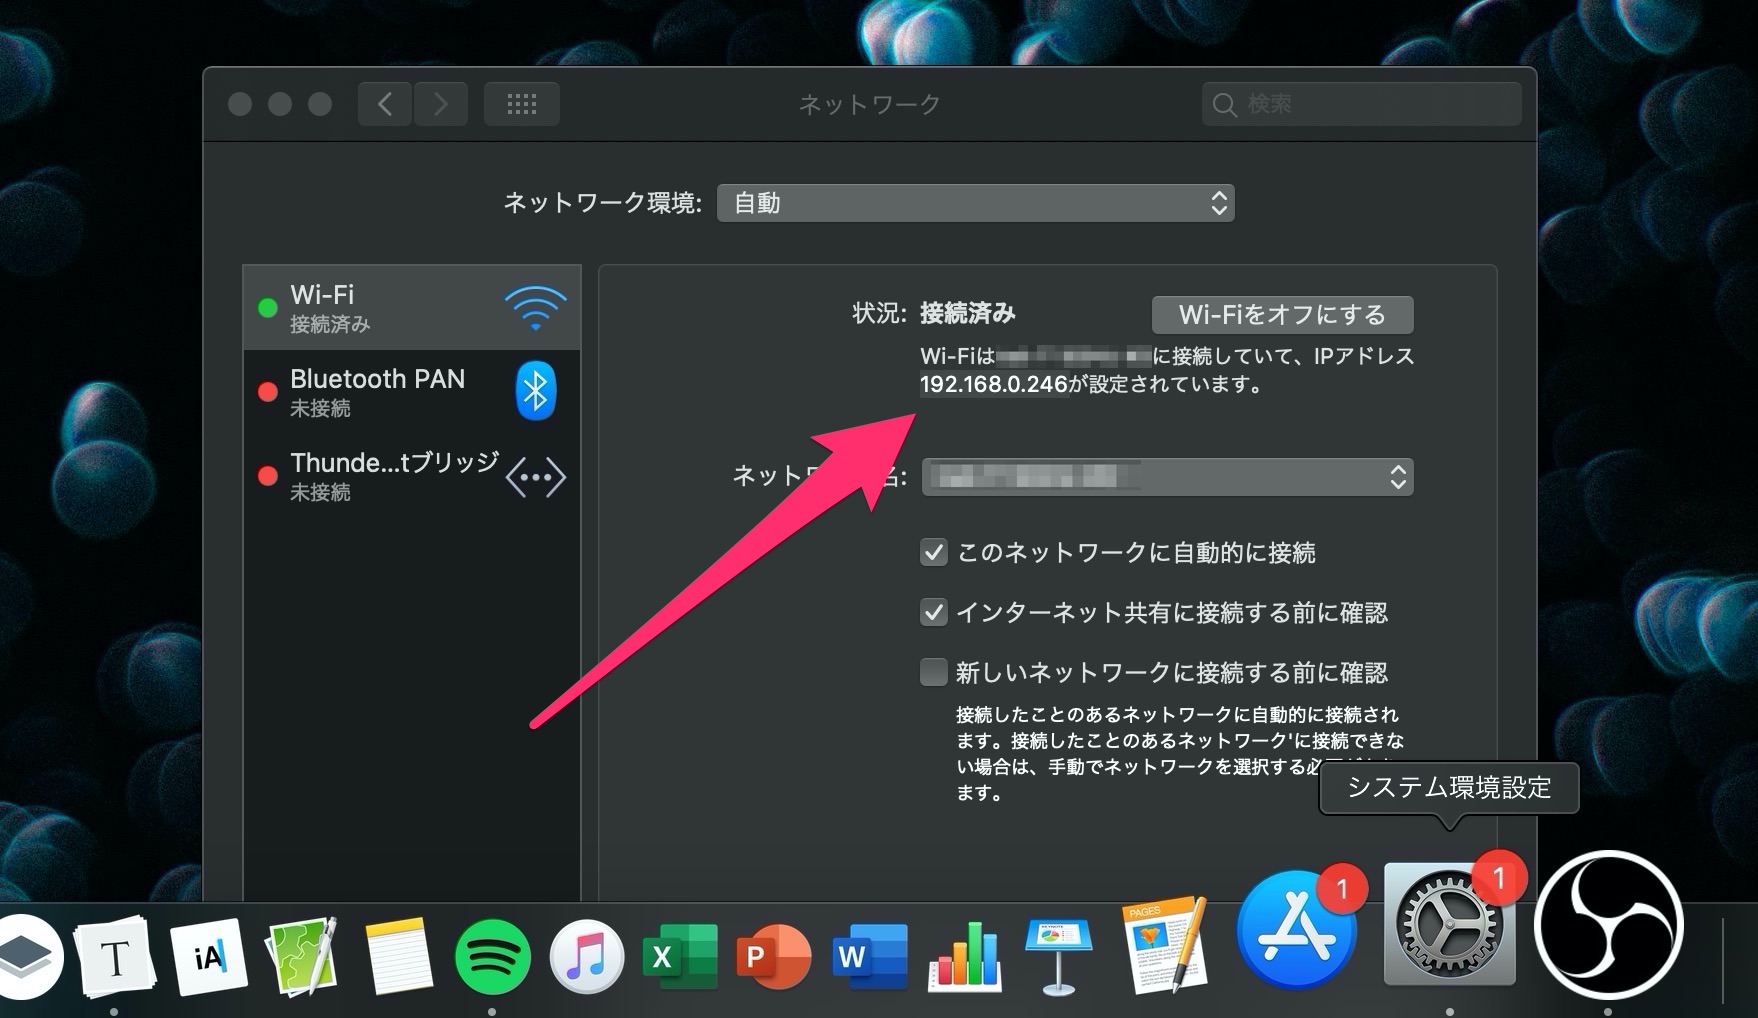 ネットワーク
検索
ネットワーク環境:
自動
Wi-Fi
接続済み
Bluetooth PAN
未接続
Thunde...tブリッジ
未接続
状況: 接続済み
Wi-Fiをオフにする
Wi-Fiは
に接続していて、IPアドレス
192.168.0.246が設定されています。
ネット
名:
このネットワークに自動的に接続
インターネット共有に接続する前に確認
新しいネットワークに接続する前に確認
接続したことのあるネットワークに自動的に接続され
ます。接続したことのあるネットワーク'に接続できな
い場合は、手動でネットワークを選択する
ます。
システム環境設定
1
1
T
iA
X
P
W
PAGES
KEYNOTE